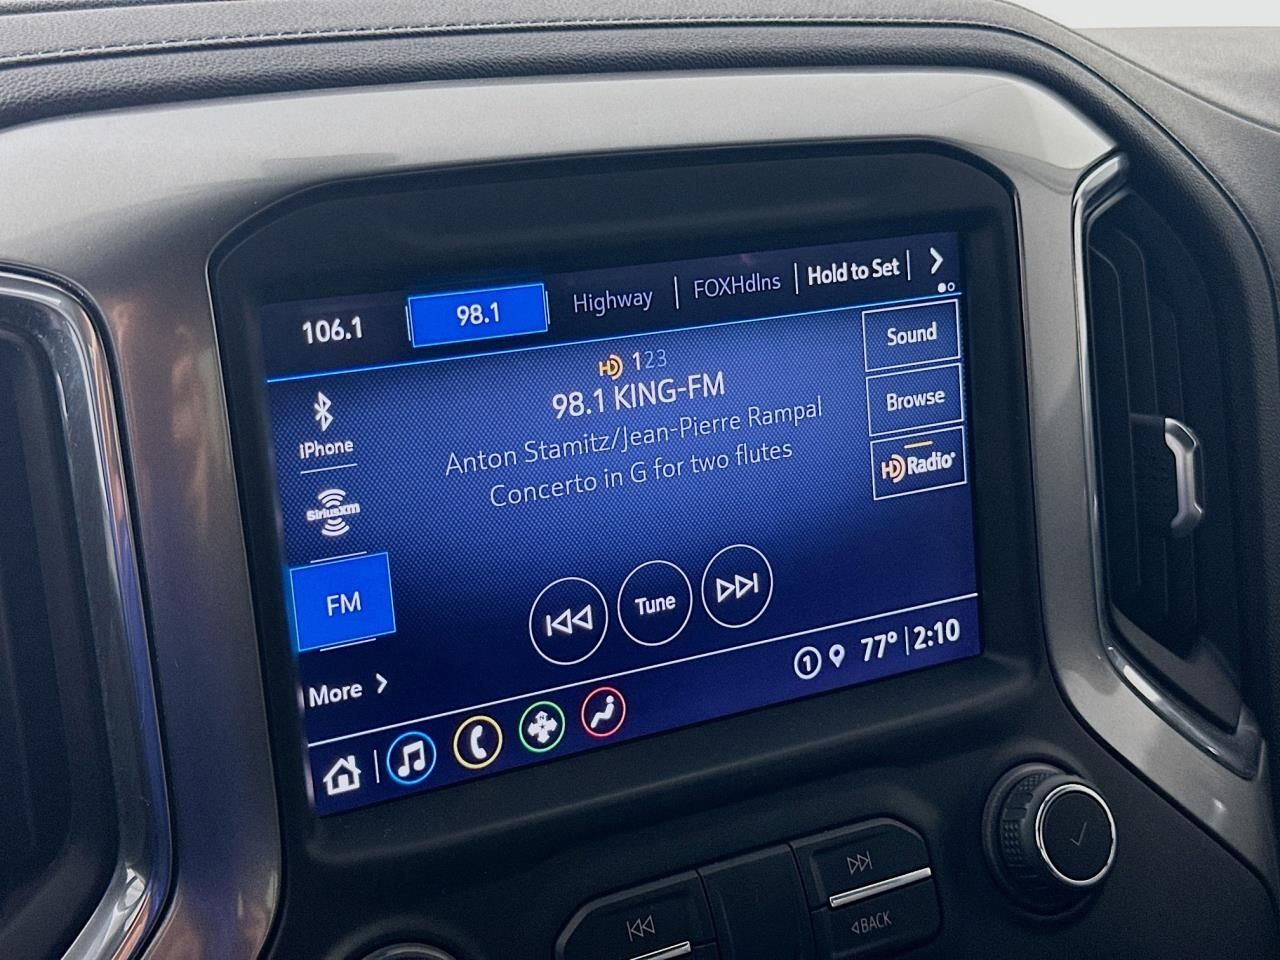 106.1 98.1 Highway FOXHdlns Hold to Set
HD 123
98.1 KING-FM
Anton Stamitz/Jean-Pierre Rampal
Concerto in G for two flutes
Sound
Browse
HD Radio
iPhone
SiriusXM
FM
More
Tune
1 77° 2:10
BACK